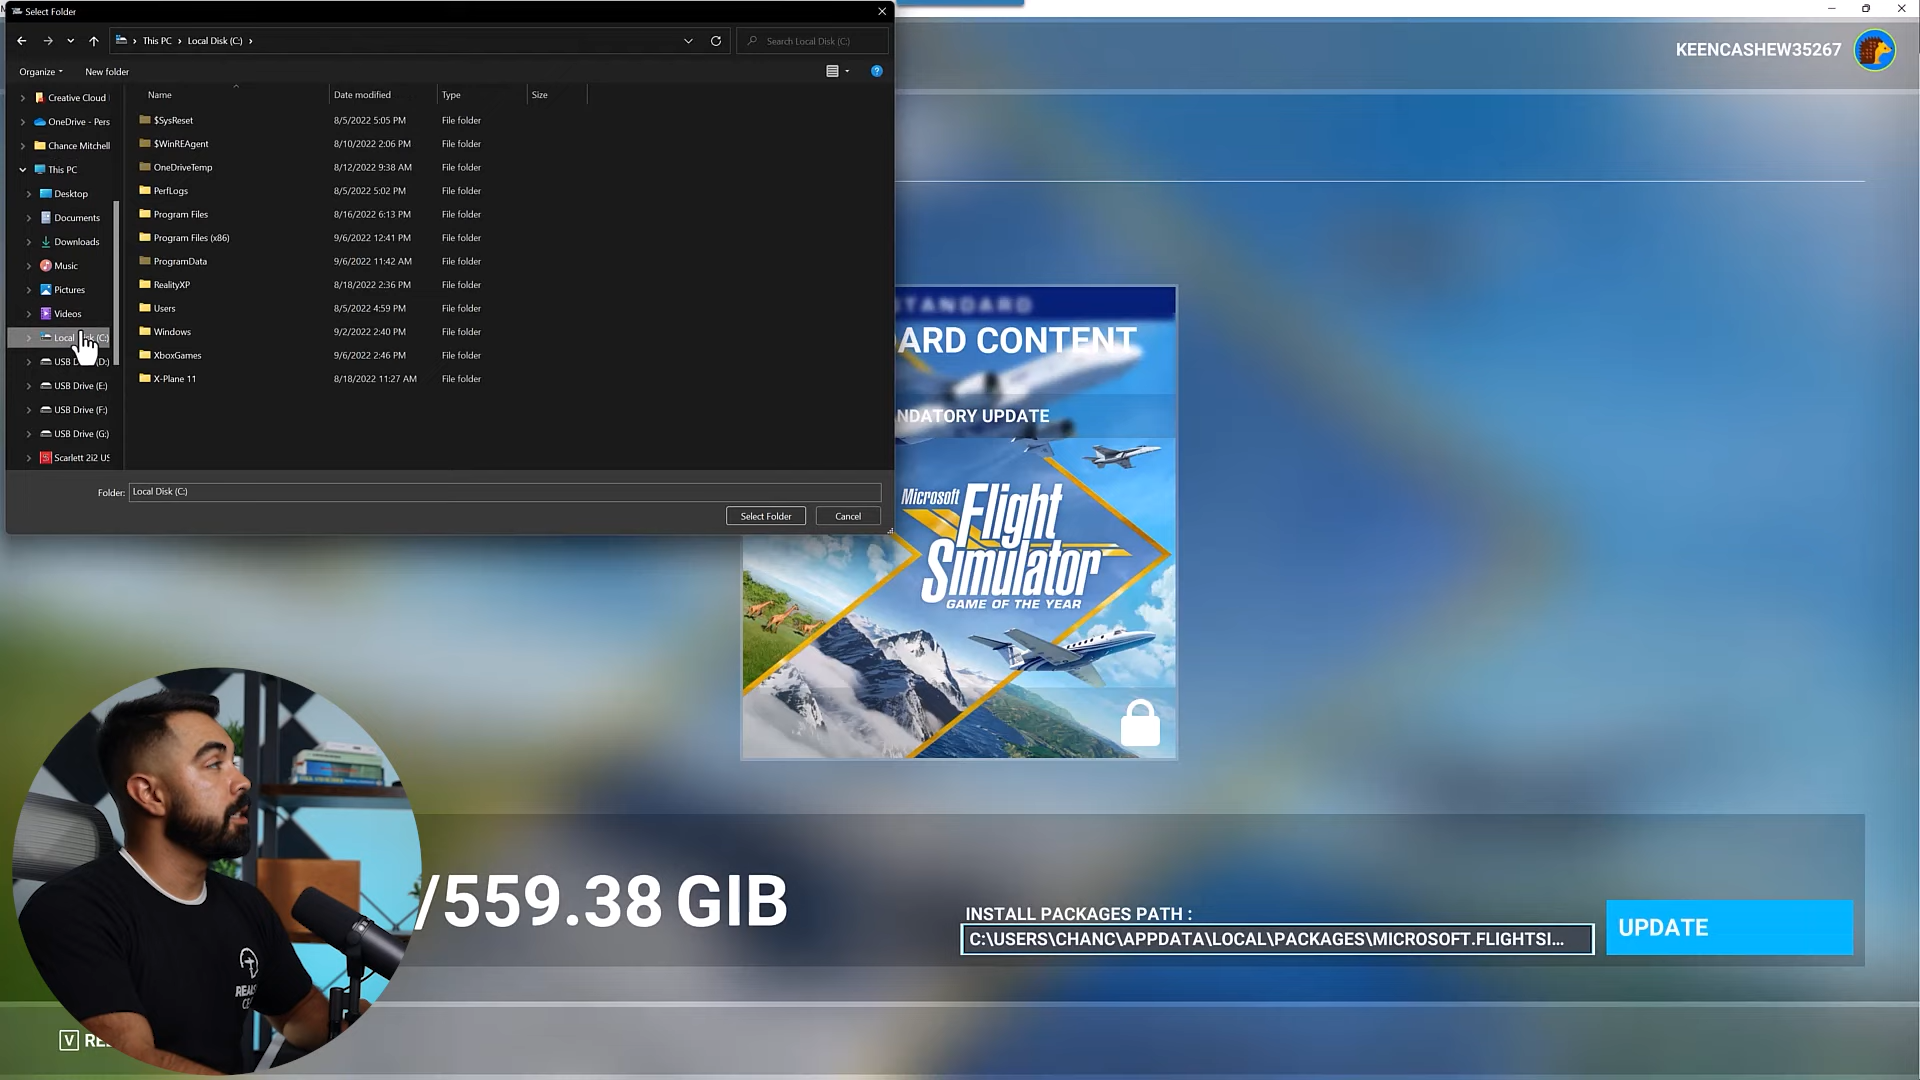 Select Folder
This PC
Local Disk (C:)
Search Local Disk (C:)
KEENCASHEW35267
Organize
New folder
Creative Cloud
OneDrive - Pers
Chance Mitchell
This PC
Desktop
Documents
Downloads
Music
Pictures
Videos
Local (C:)
USB (D:)
USB Drive (E:)
USB Drive (F:)
USB Drive (G:)
Scarlett 2i2 US
Name Date modified Type Size
$SysReset 8/5/2022 5:05 PM File folder
$WinREAgent 8/10/2022 2:06 PM File folder
OneDriveTemp 8/12/2022 9:38 AM File folder
PerfLogs 8/5/2022 5:02 PM File folder
Program Files 8/16/2022 6:13 PM File folder
Program Files (x86) 9/6/2022 12:41 PM File folder
ProgramData 9/6/2022 11:42 AM File folder
RealityXP 8/18/2022 2:36 PM File folder
Users 8/5/2022 4:59 PM File folder
Windows 9/2/2022 2:40 PM File folder
XboxGames 9/6/2022 2:46 PM File folder
X-Plane 11 8/18/2022 11:27 AM File folder
Folder: Local Disk (C:)
Select Folder
Cancel
TANDARD
ARD CONTENT
NDATORY UPDATE
Microsoft
Flight
Simulator
GAME OF THE YEAR
/559.38 GIB
INSTALL PACKAGES PATH :
C:\USERS\CHANC\APPDATA\LOCAL\PACKAGES\MICROSOFT.FLIGHTSI...
UPDATE
V